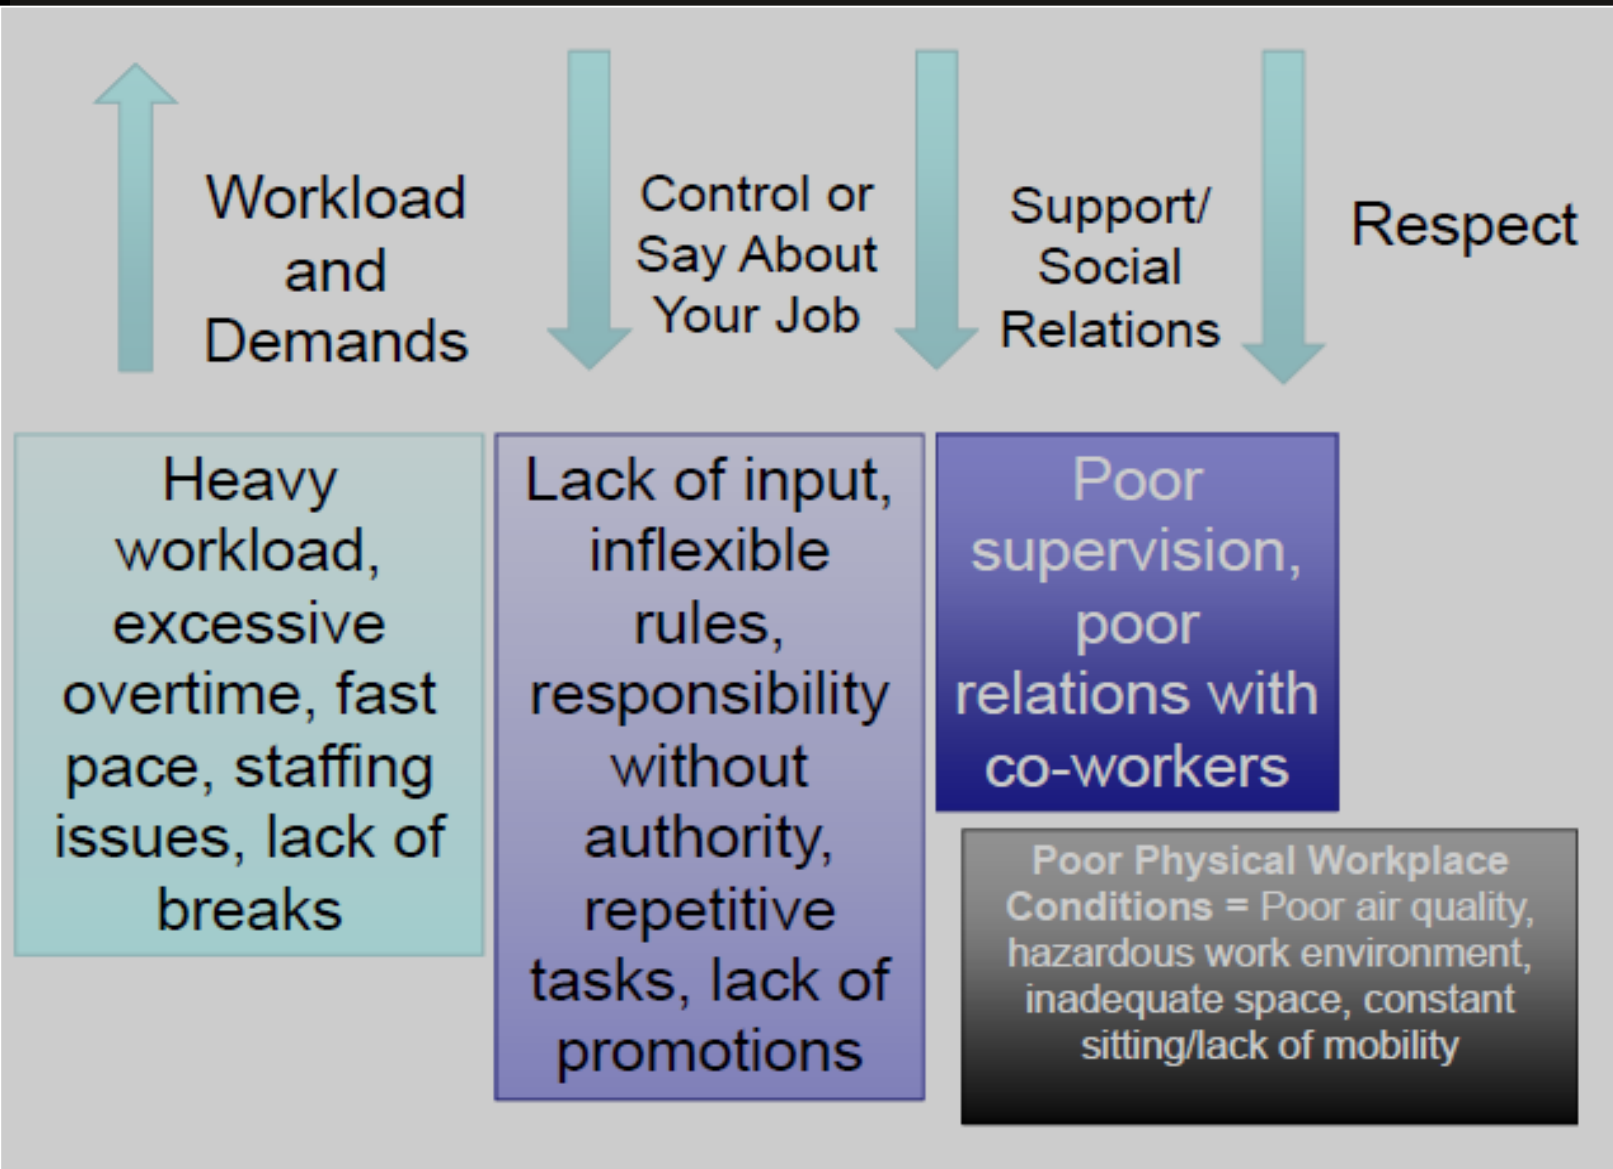 Workload
and
Demands
Control or
Say About
Your Job
Support/
Social
Relations
Respect
Heavy
workload,
excessive
overtime, fast
pace, staffing
issues, lack of
breaks
Lack of input,
inflexible
rules,
responsibility
without
authority,
repetitive
tasks, lack of
promotions
Poor
supervision,
poor
relations with
co-workers
Poor Physical Workplace
Conditions = Poor air quality,
hazardous work environment,
inadequate space, constant
sitting/lack of mobility